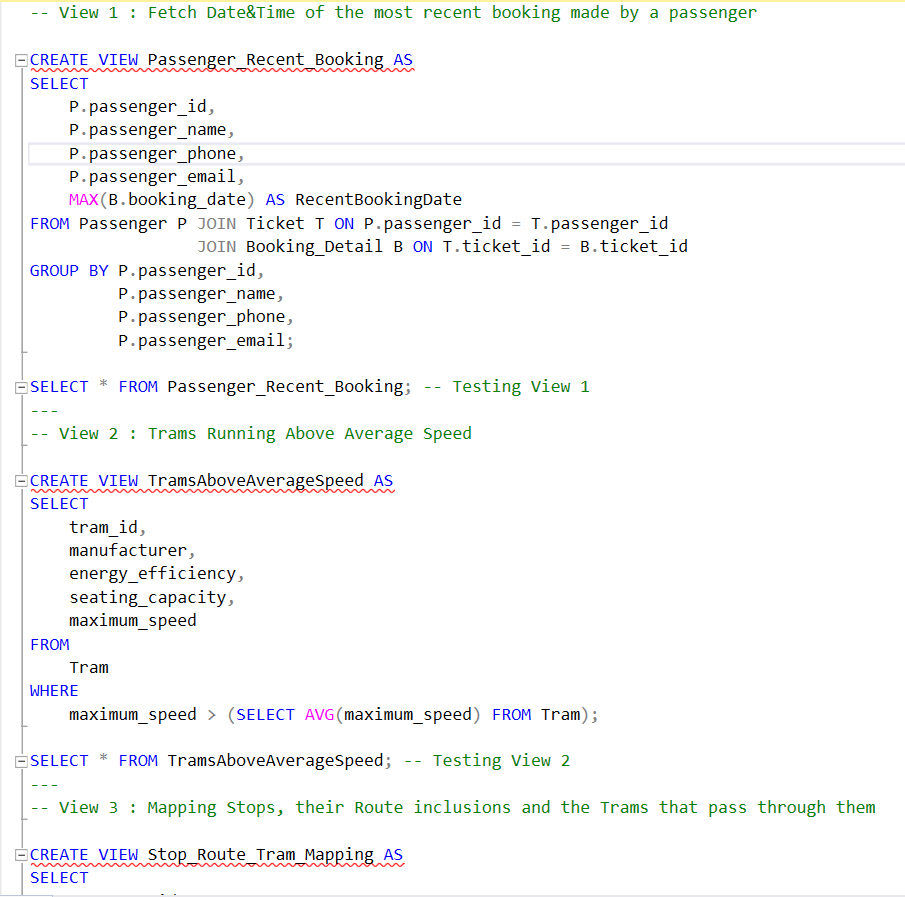 -- View 1 : Fetch Date&Time of the most recent booking made by a passenger
CREATE VIEW Passenger_Recent_Booking AS
SELECT
P.passenger_id,
P.passenger_name,
P.passenger_phone,
P.passenger_email,
MAX(B.booking_date) AS RecentBookingDate
FROM Passenger P JOIN Ticket T ON P.passenger_id = T.passenger_id
JOIN Booking_Detail B ON T.ticket_id = B.ticket_id
GROUP BY P.passenger_id,
P.passenger_name,
P.passenger_phone,
P.passenger_email;
SELECT * FROM Passenger_Recent_Booking; -- Testing View 1
---
-- View 2 : Trams Running Above Average Speed
CREATE VIEW TramsAboveAverageSpeed AS
SELECT
tram_id,
manufacturer,
energy_efficiency,
seating_capacity,
maximum_speed
FROM
Tram
WHERE
maximum_speed > (SELECT AVG(maximum_speed) FROM Tram);
SELECT * FROM TramsAboveAverageSpeed; -- Testing View 2
---
-- View 3 : Mapping Stops, their Route inclusions and the Trams that pass through them
CREATE VIEW Stop_Route_Tram_Mapping AS
SELECT